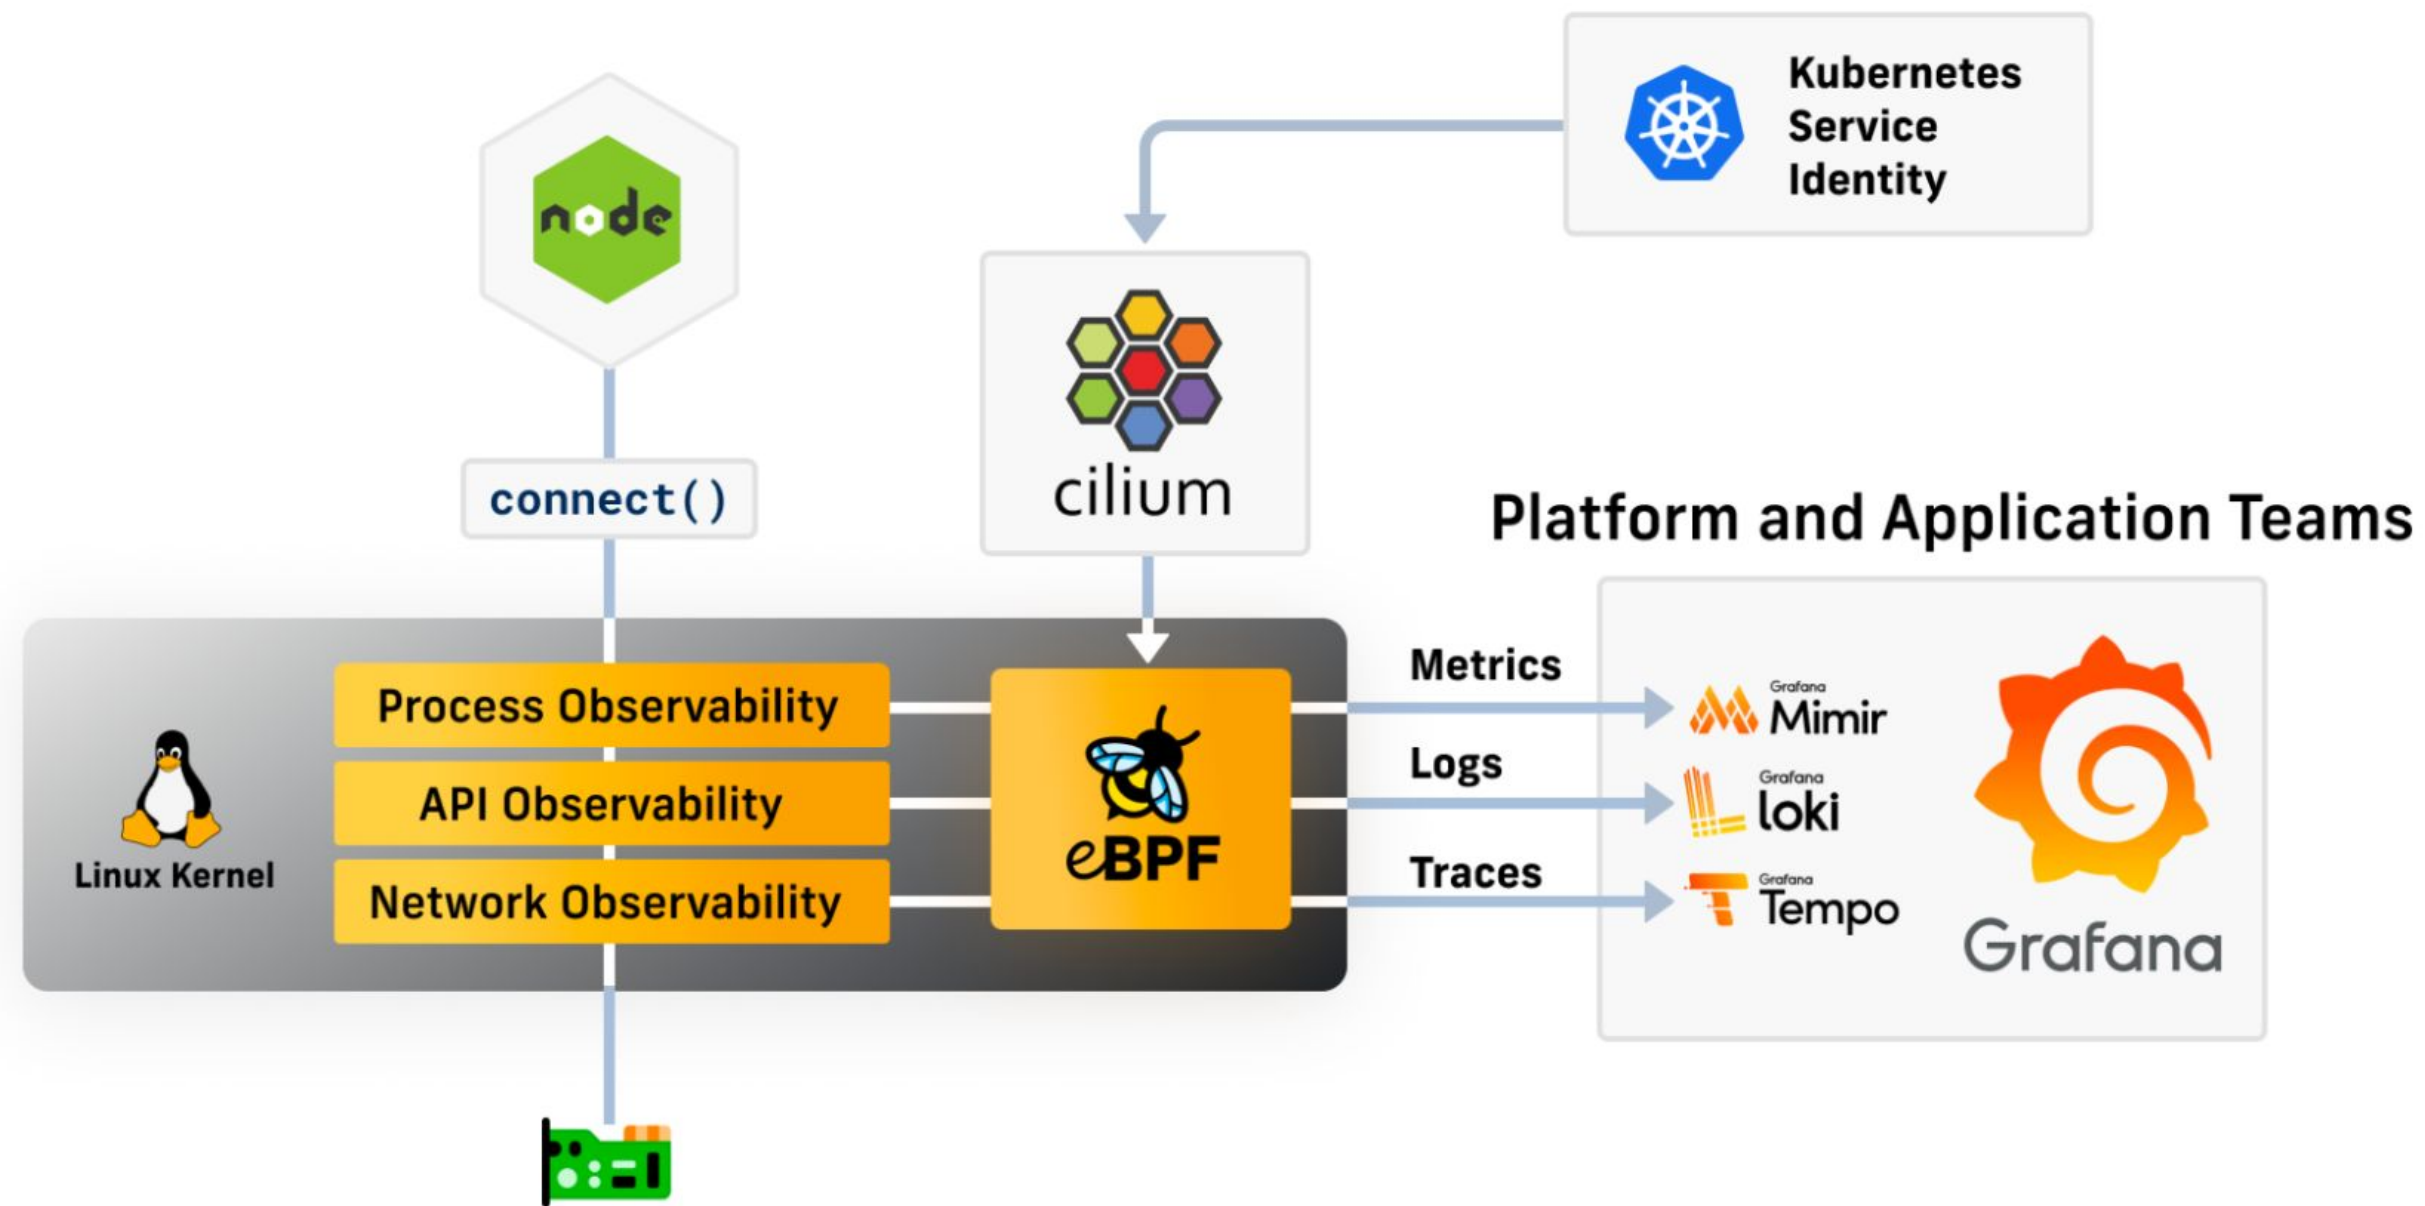 Kubernetes
Service
Identity
node
connect()
cilium
Platform and Application Teams
Linux Kernel
Process Observability
API Observability
Network Observability
eBPF
Metrics
Logs
Traces
Grafana
Mimir
Grafana
loki
Grafana
Tempo
Grafana